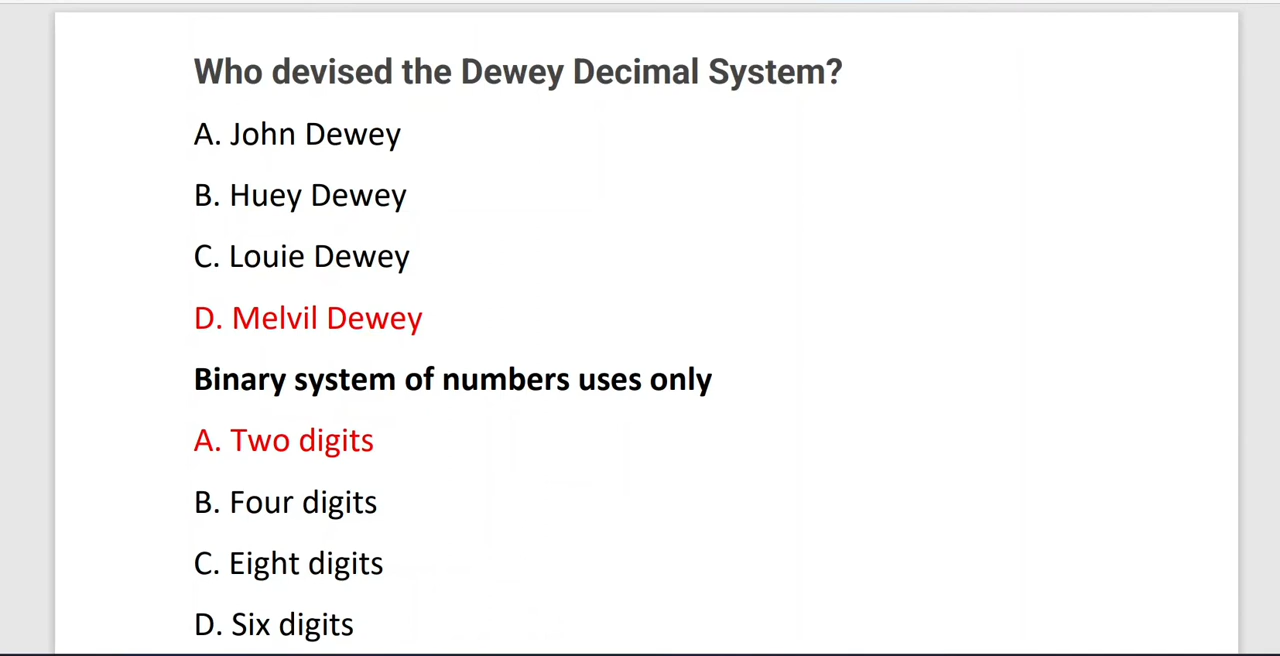 Who devised the Dewey Decimal System?
A. John Dewey
B. Huey Dewey
C. Louie Dewey
D. Melvil Dewey
Binary system of numbers uses only
A. Two digits
B. Four digits
C. Eight digits
D. Six digits